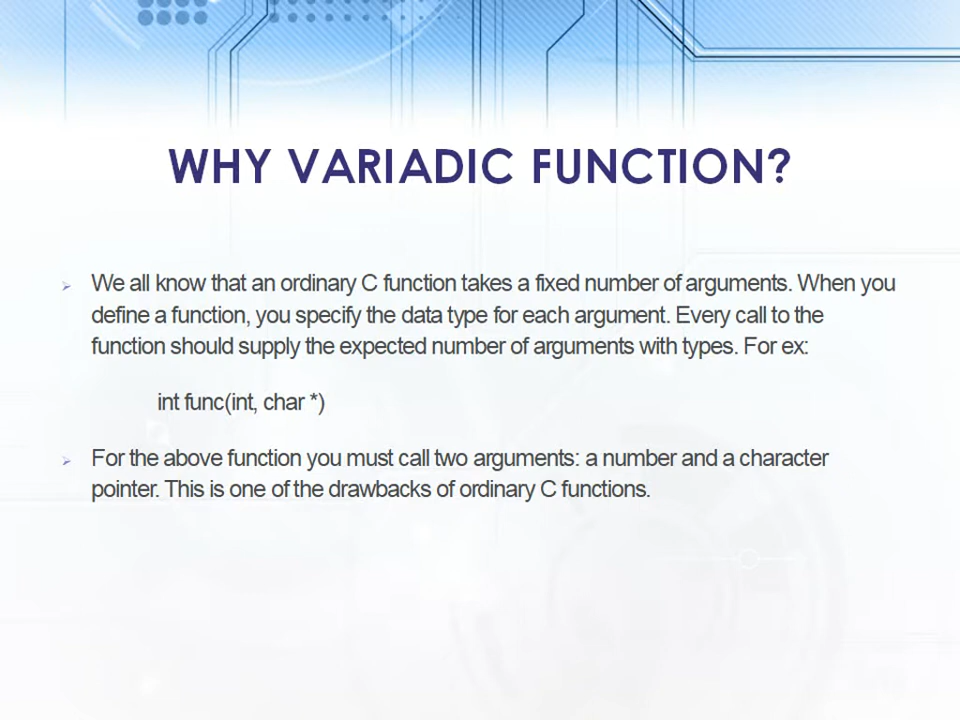 WHY VARIADIC FUNCTION?
We all know that an ordinary C function takes a fixed number of arguments. When you
define a function, you specify the data type for each argument. Every call to the
function should supply the expected number of arguments with types. For ex:
int func(int, char *)
For the above function you must call two arguments: a number and a character
pointer. This is one of the drawbacks of ordinary C functions.